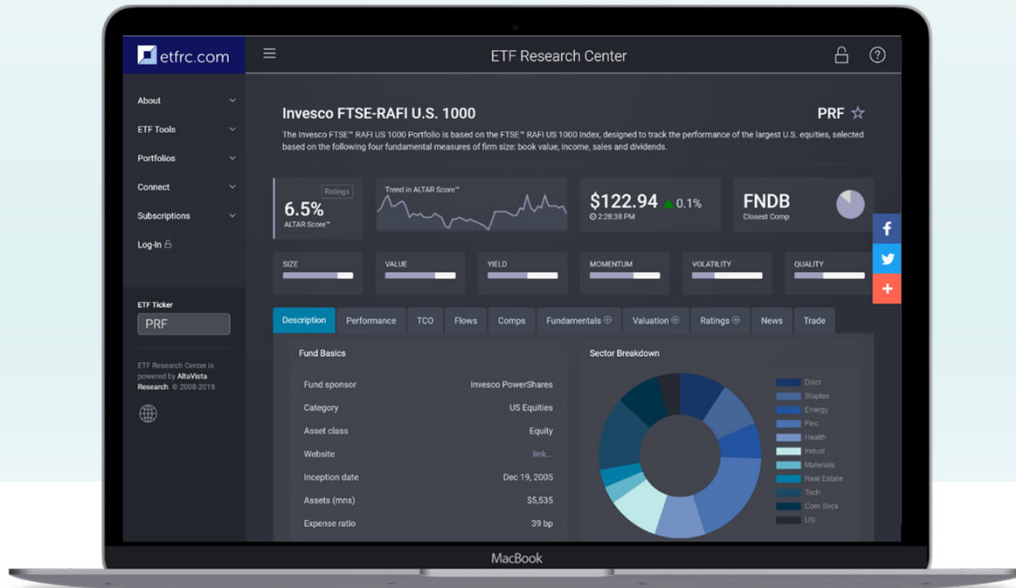 etfrc.com
ETF Research Center
About
ETF Tools
Portfolios
Connect
Subscriptions
Log-In
ETF Ticker
PRF
ETF Research Center is
powered by AltaVista
Research. © 2008-2019.
Invesco FTSE-RAFI U.S. 1000
PRF
The Invesco FTSE™ RAFI US 1000 Portfolio is based on the FTSE™ RAFI US 1000 Index, designed to track the performance of the largest U.S. equities, selected
based on the following four fundamental measures of firm size: book value, income, sales and dividends.
Ratings
6.5%
ALTAR Score™
Trend in ALTAR Score™
$122.94 0.1%
2:28:38 PM
FNDB
Closest Comp
SIZE
VALUE
YIELD
MOMENTUM
VOLATILITY
QUALITY
Description Performance TCO Flows Comps Fundamentals Valuation Ratings News Trade
Fund Basics
Fund sponsor Invesco PowerShares
Category US Equities
Asset class Equity
Website link...
Inception date Dec 19, 2005
Assets (mns) $5,535
Expense ratio 39 bp
Sector Breakdown
Discr
Staples
Energy
Finc
Health
Indust
Materials
Real Estate
Tech
Com Svcs
Util
MacBook